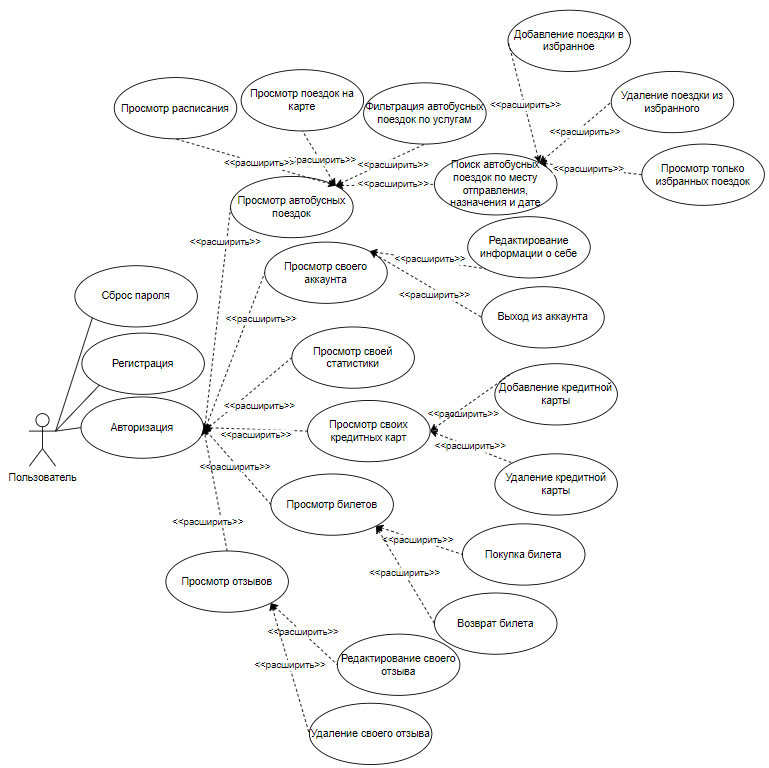 Добавление поездки в
избранное
Просмотр поездок на
карте
Просмотр расписания
Фильтрация автобусных
поездок по услугам
<<расширить>>
Удаление поездки из
избранного
<<расширить>>
<<расширить>>
<<расширить>>
<<расширить>>
<<расширить>>
Поиск автобусных
поездок по месту
отправления,
назначения и дате
Просмотр только
избранных поездок
<<расширить>>
<<расширить>>
Просмотр автобусных
поездок
<<расширить>>
Просмотр своего
аккаунта
<<расширить>>
Редактирование
информации о себе
Сброс пароля
<<расширить>>
<<расширить>>
Выход из аккаунта
Регистрация
Просмотр своей
статистики
Добавление кредитной
карты
<<расширить>>
<<расширить>>
Авторизация
<<расширить>>
Просмотр своих
кредитных карт
<<расширить>>
Пользователь
<<расширить>>
Удаление кредитной
карты
Просмотр билетов
<<расширить>>
<<расширить>>
Покупка билета
Просмотр отзывов
<<расширить>>
Возврат билета
<<расширить>>
<<расширить>>
Редактирование своего
отзыва
Удаление своего отзыва